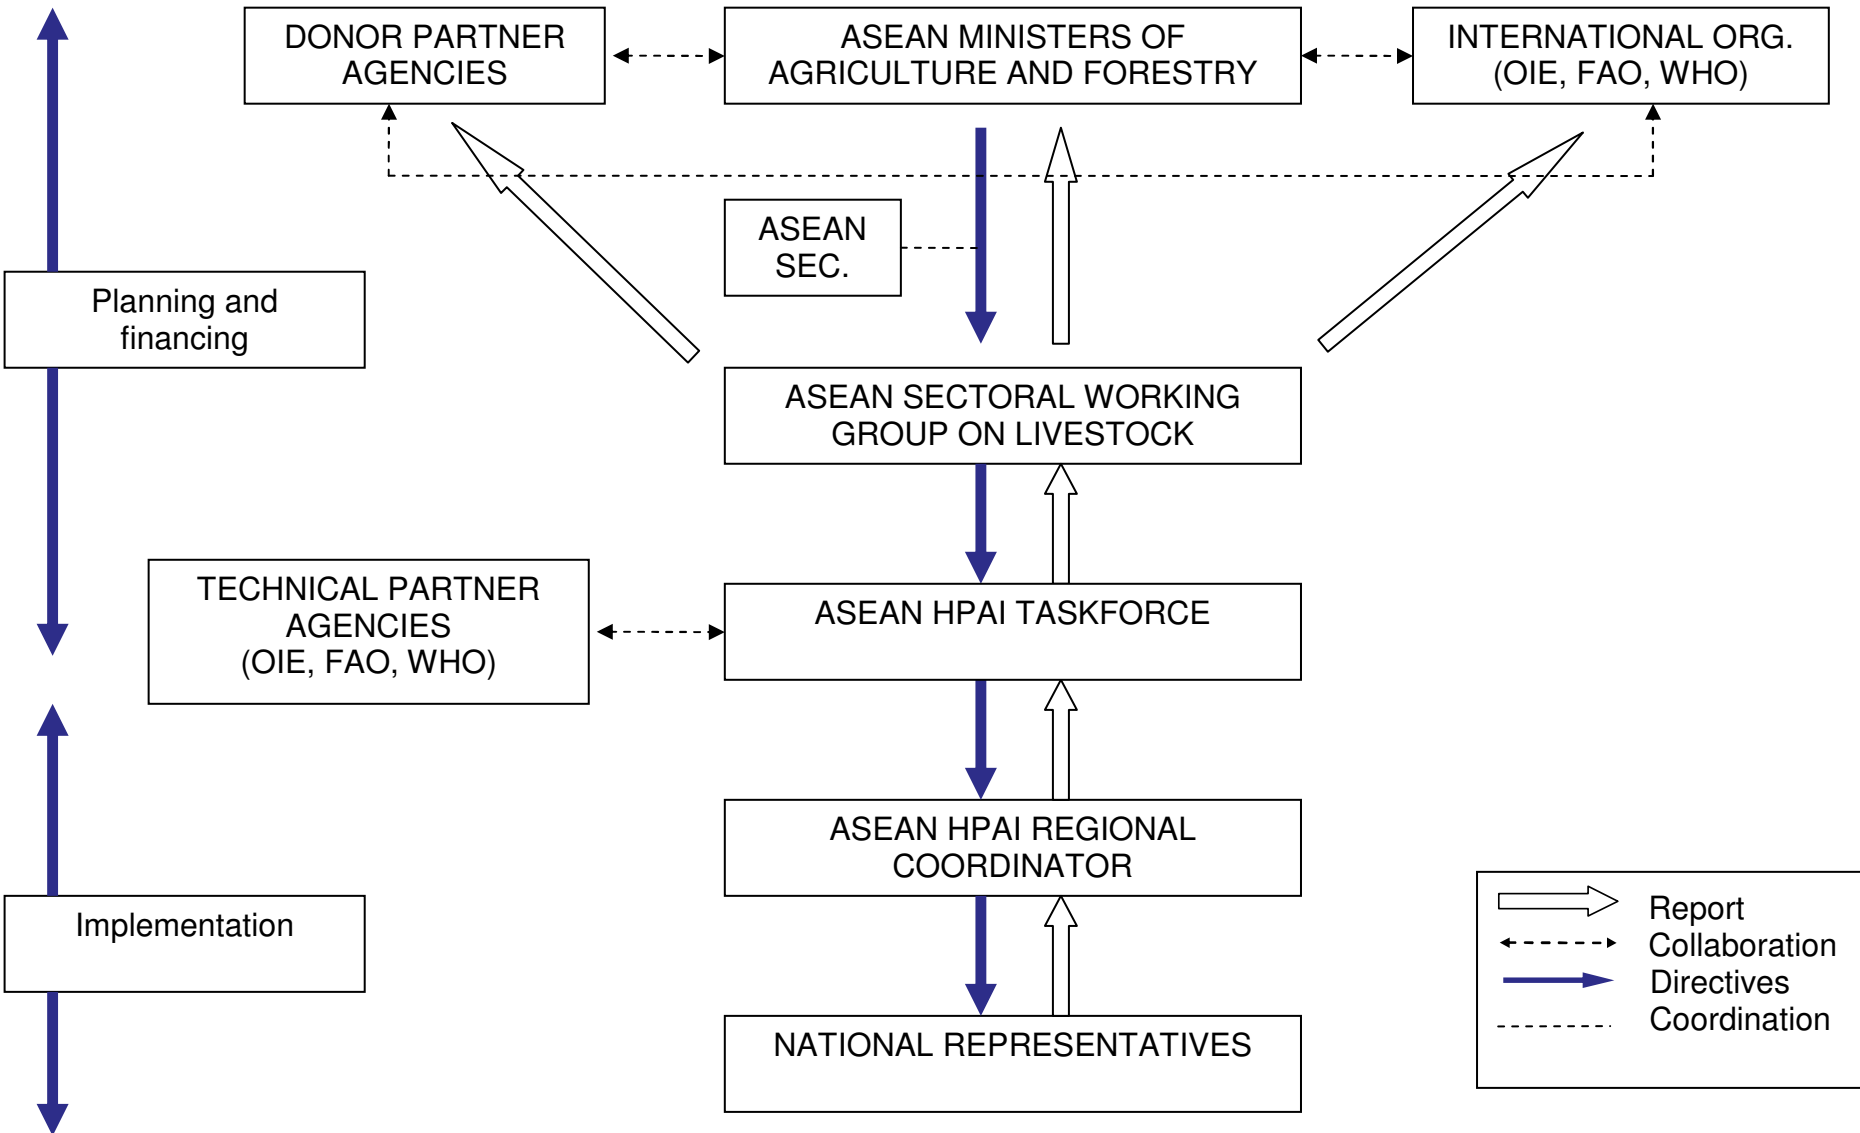 DONOR PARTNER
AGENCIES
ASEAN MINISTERS OF
AGRICULTURE AND FORESTRY
INTERNATIONAL ORG.
(OIE, FAO, WHO)
ASEAN
SEC.
Planning and
financing
ASEAN SECTORAL WORKING
GROUP ON LIVESTOCK
TECHNICAL PARTNER
AGENCIES
(OIE, FAO, WHO)
ASEAN HPAI TASKFORCE
ASEAN HPAI REGIONAL
COORDINATOR
Implementation
NATIONAL REPRESENTATIVES
Report
Collaboration
Directives
Coordination